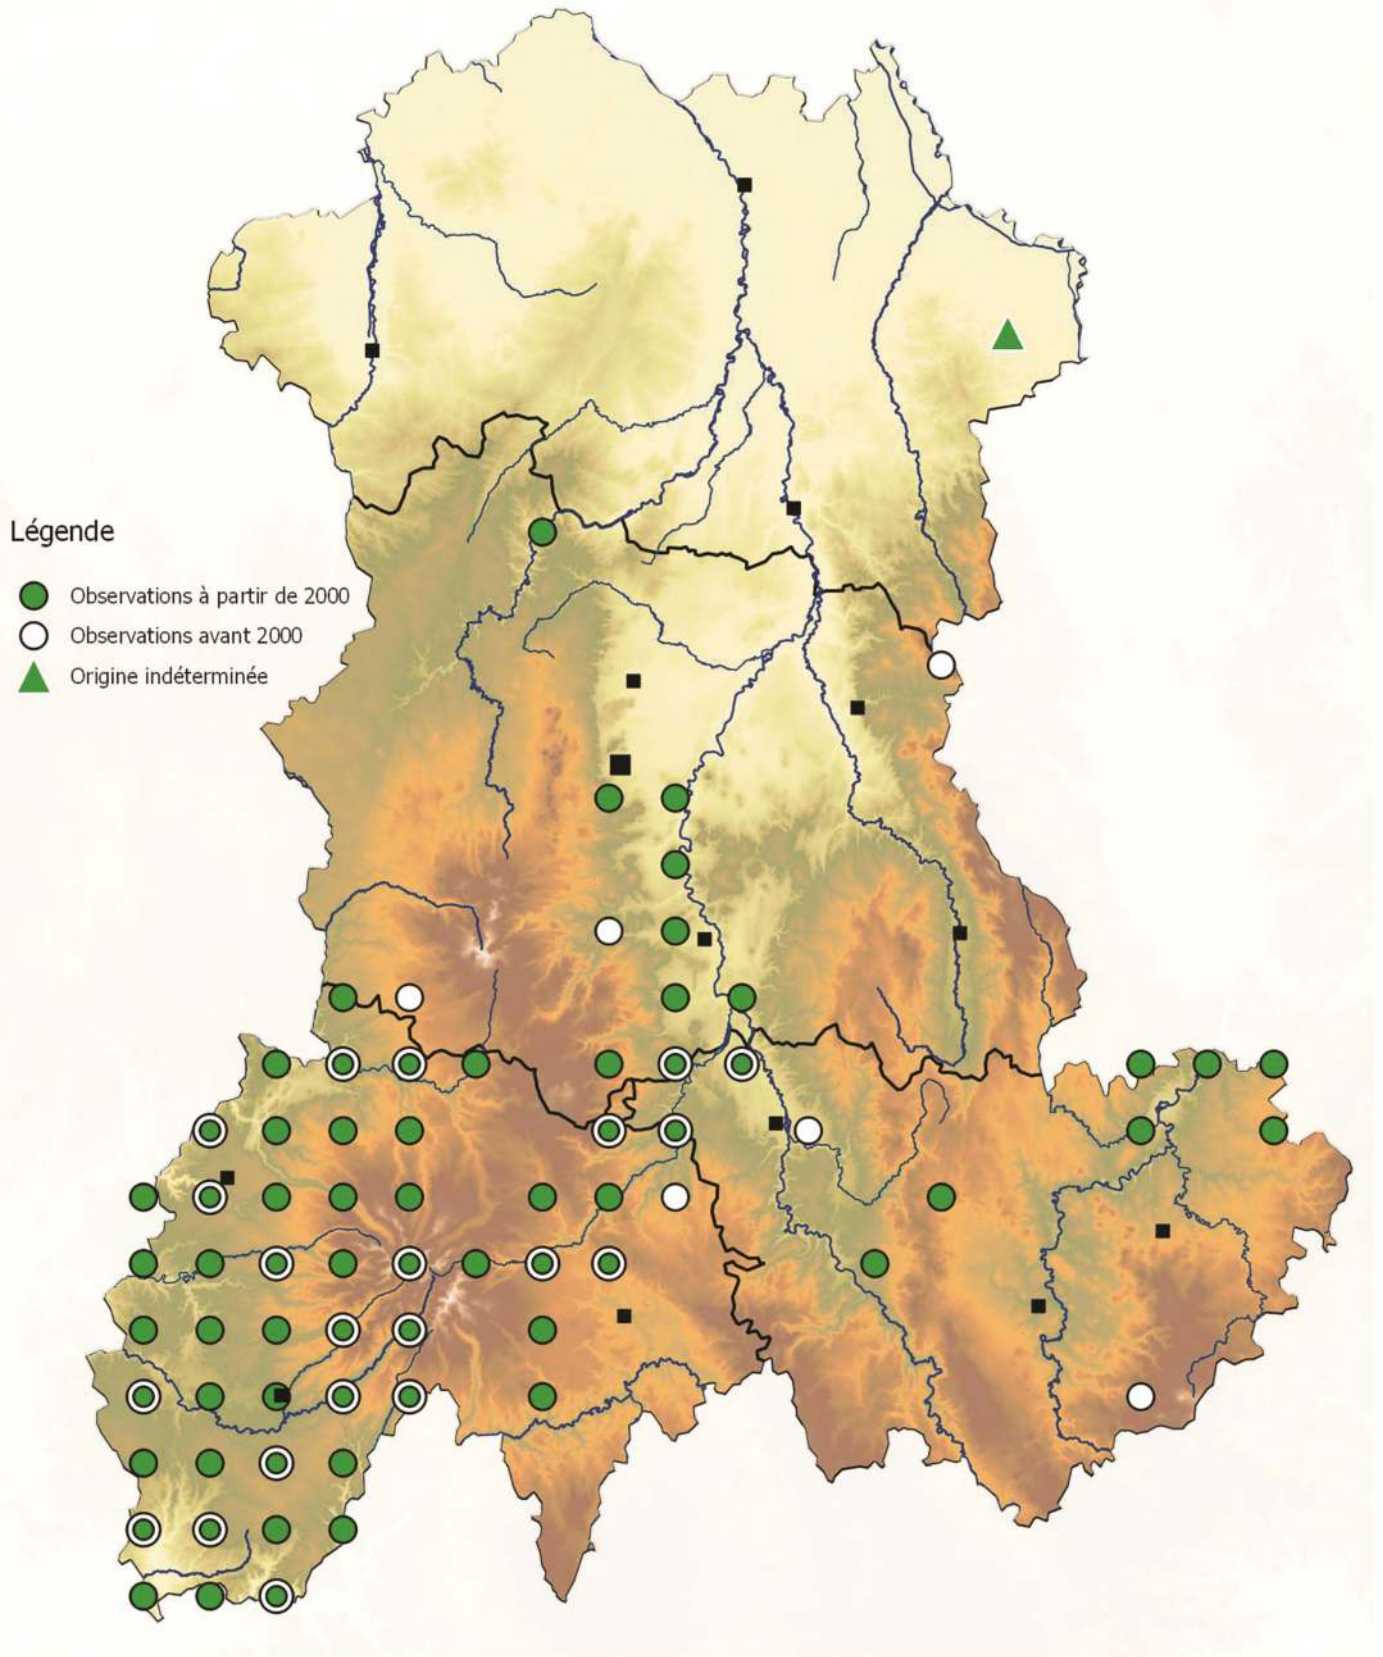 Légende
Observations à partir de 2000
Observations avant 2000
Origine indéterminée